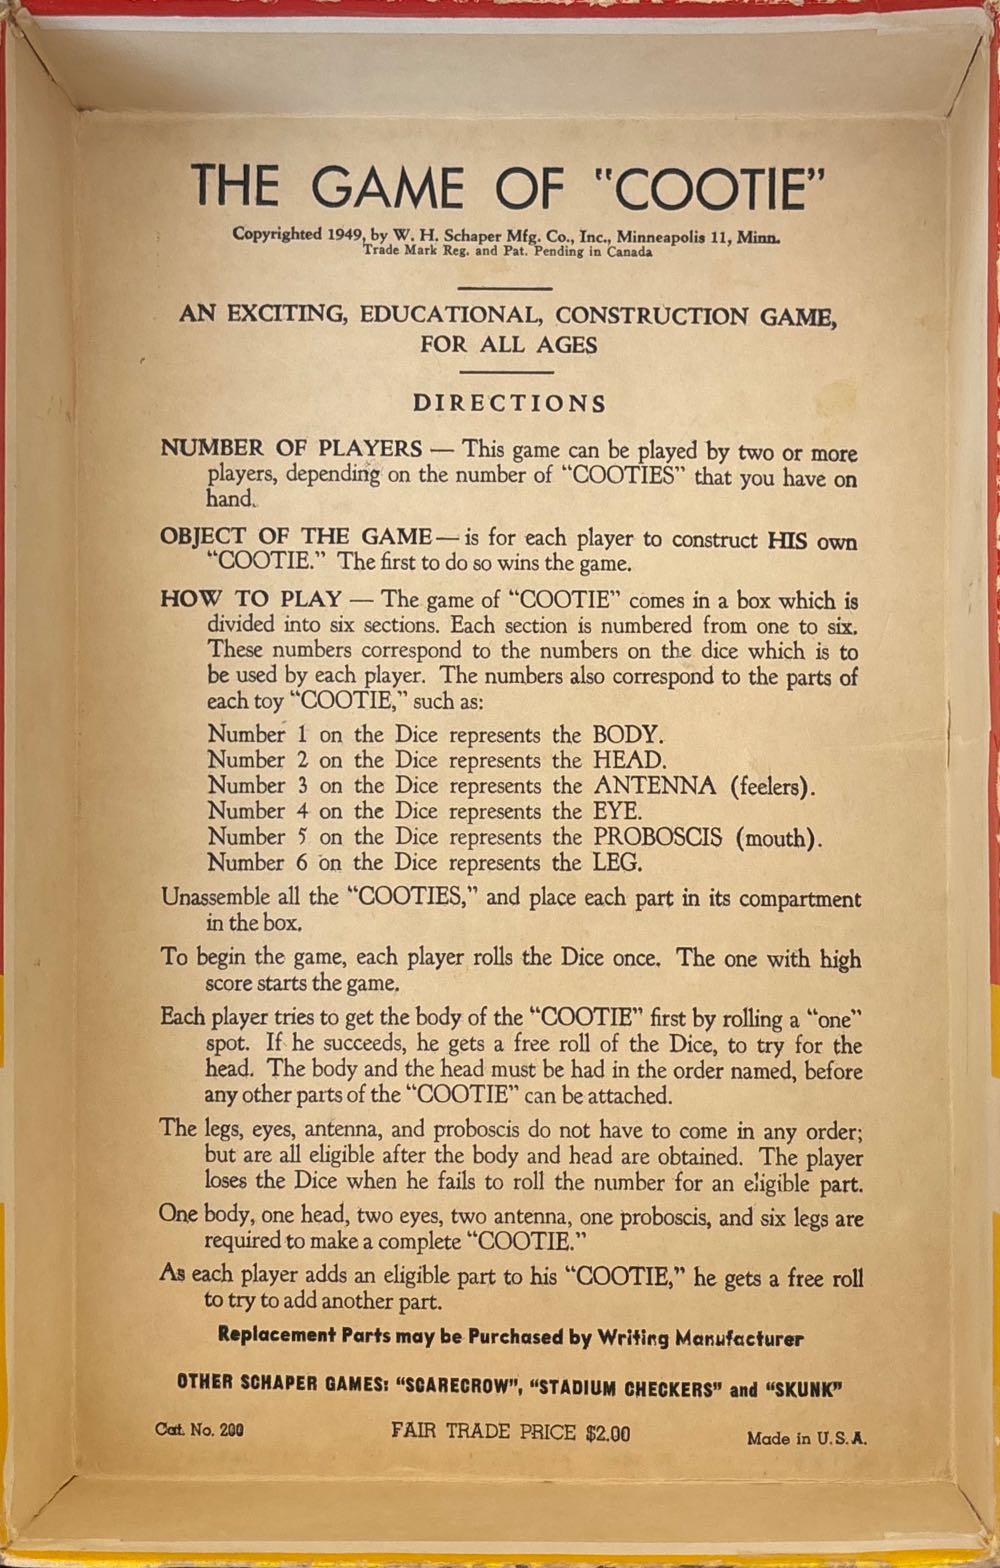 THE GAME OF "COOTIE"
Copyrighted 1949, by W. H. Schaper Mfg. Co., Inc., Minneapolis 11, Minn.
Trade Mark Reg. and Pat. Pending in Canada
AN EXCITING, EDUCATIONAL, CONSTRUCTION GAME,
FOR ALL AGES
DIRECTIONS
NUMBER OF PLAYERS — This game can be played by two or more
players, depending on the number of "COOTIES" that you have on
hand.
OBJECT OF THE GAME — is for each player to construct HIS own
"COOTIE." The first to do so wins the game.
HOW TO PLAY — The game of "COOTIE" comes in a box which is
divided into six sections. Each section is numbered from one to six.
These numbers correspond to the numbers on the dice which is to
be used by each player. The numbers also correspond to the parts of
each toy "COOTIE," such as:
Number 1 on the Dice represents the BODY.
Number 2 on the Dice represents the HEAD.
Number 3 on the Dice represents the ANTENNA (feelers).
Number 4 on the Dice represents the EYE.
Number 5 on the Dice represents the PROBOSCIS (mouth).
Number 6 on the Dice represents the LEG.
Unassemble all the "COOTIES," and place each part in its compartment
in the box.
To begin the game, each player rolls the Dice once. The one with high
score starts the game.
Each player tries to get the body of the "COOTIE" first by rolling a "one"
spot. If he succeeds, he gets a free roll of the Dice, to try for the
head. The body and the head must be had in the order named, before
any other parts of the "COOTIE" can be attached.
The legs, eyes, antenna, and proboscis do not have to come in any order;
but are all eligible after the body and head are obtained. The player
loses the Dice when he fails to roll the number for an eligible part.
One body, one head, two eyes, two antenna, one proboscis, and six legs are
required to make a complete "COOTIE."
As each player adds an eligible part to his "COOTIE," he gets a free roll
to try to add another part.
Replacement Parts may be Purchased by Writing Manufacturer
OTHER SCHAPER GAMES: "SCARECROW", "STADIUM CHECKERS" and "SKUNK"
Cat. No. 200
FAIR TRADE PRICE $2.00
Made in U.S.A.